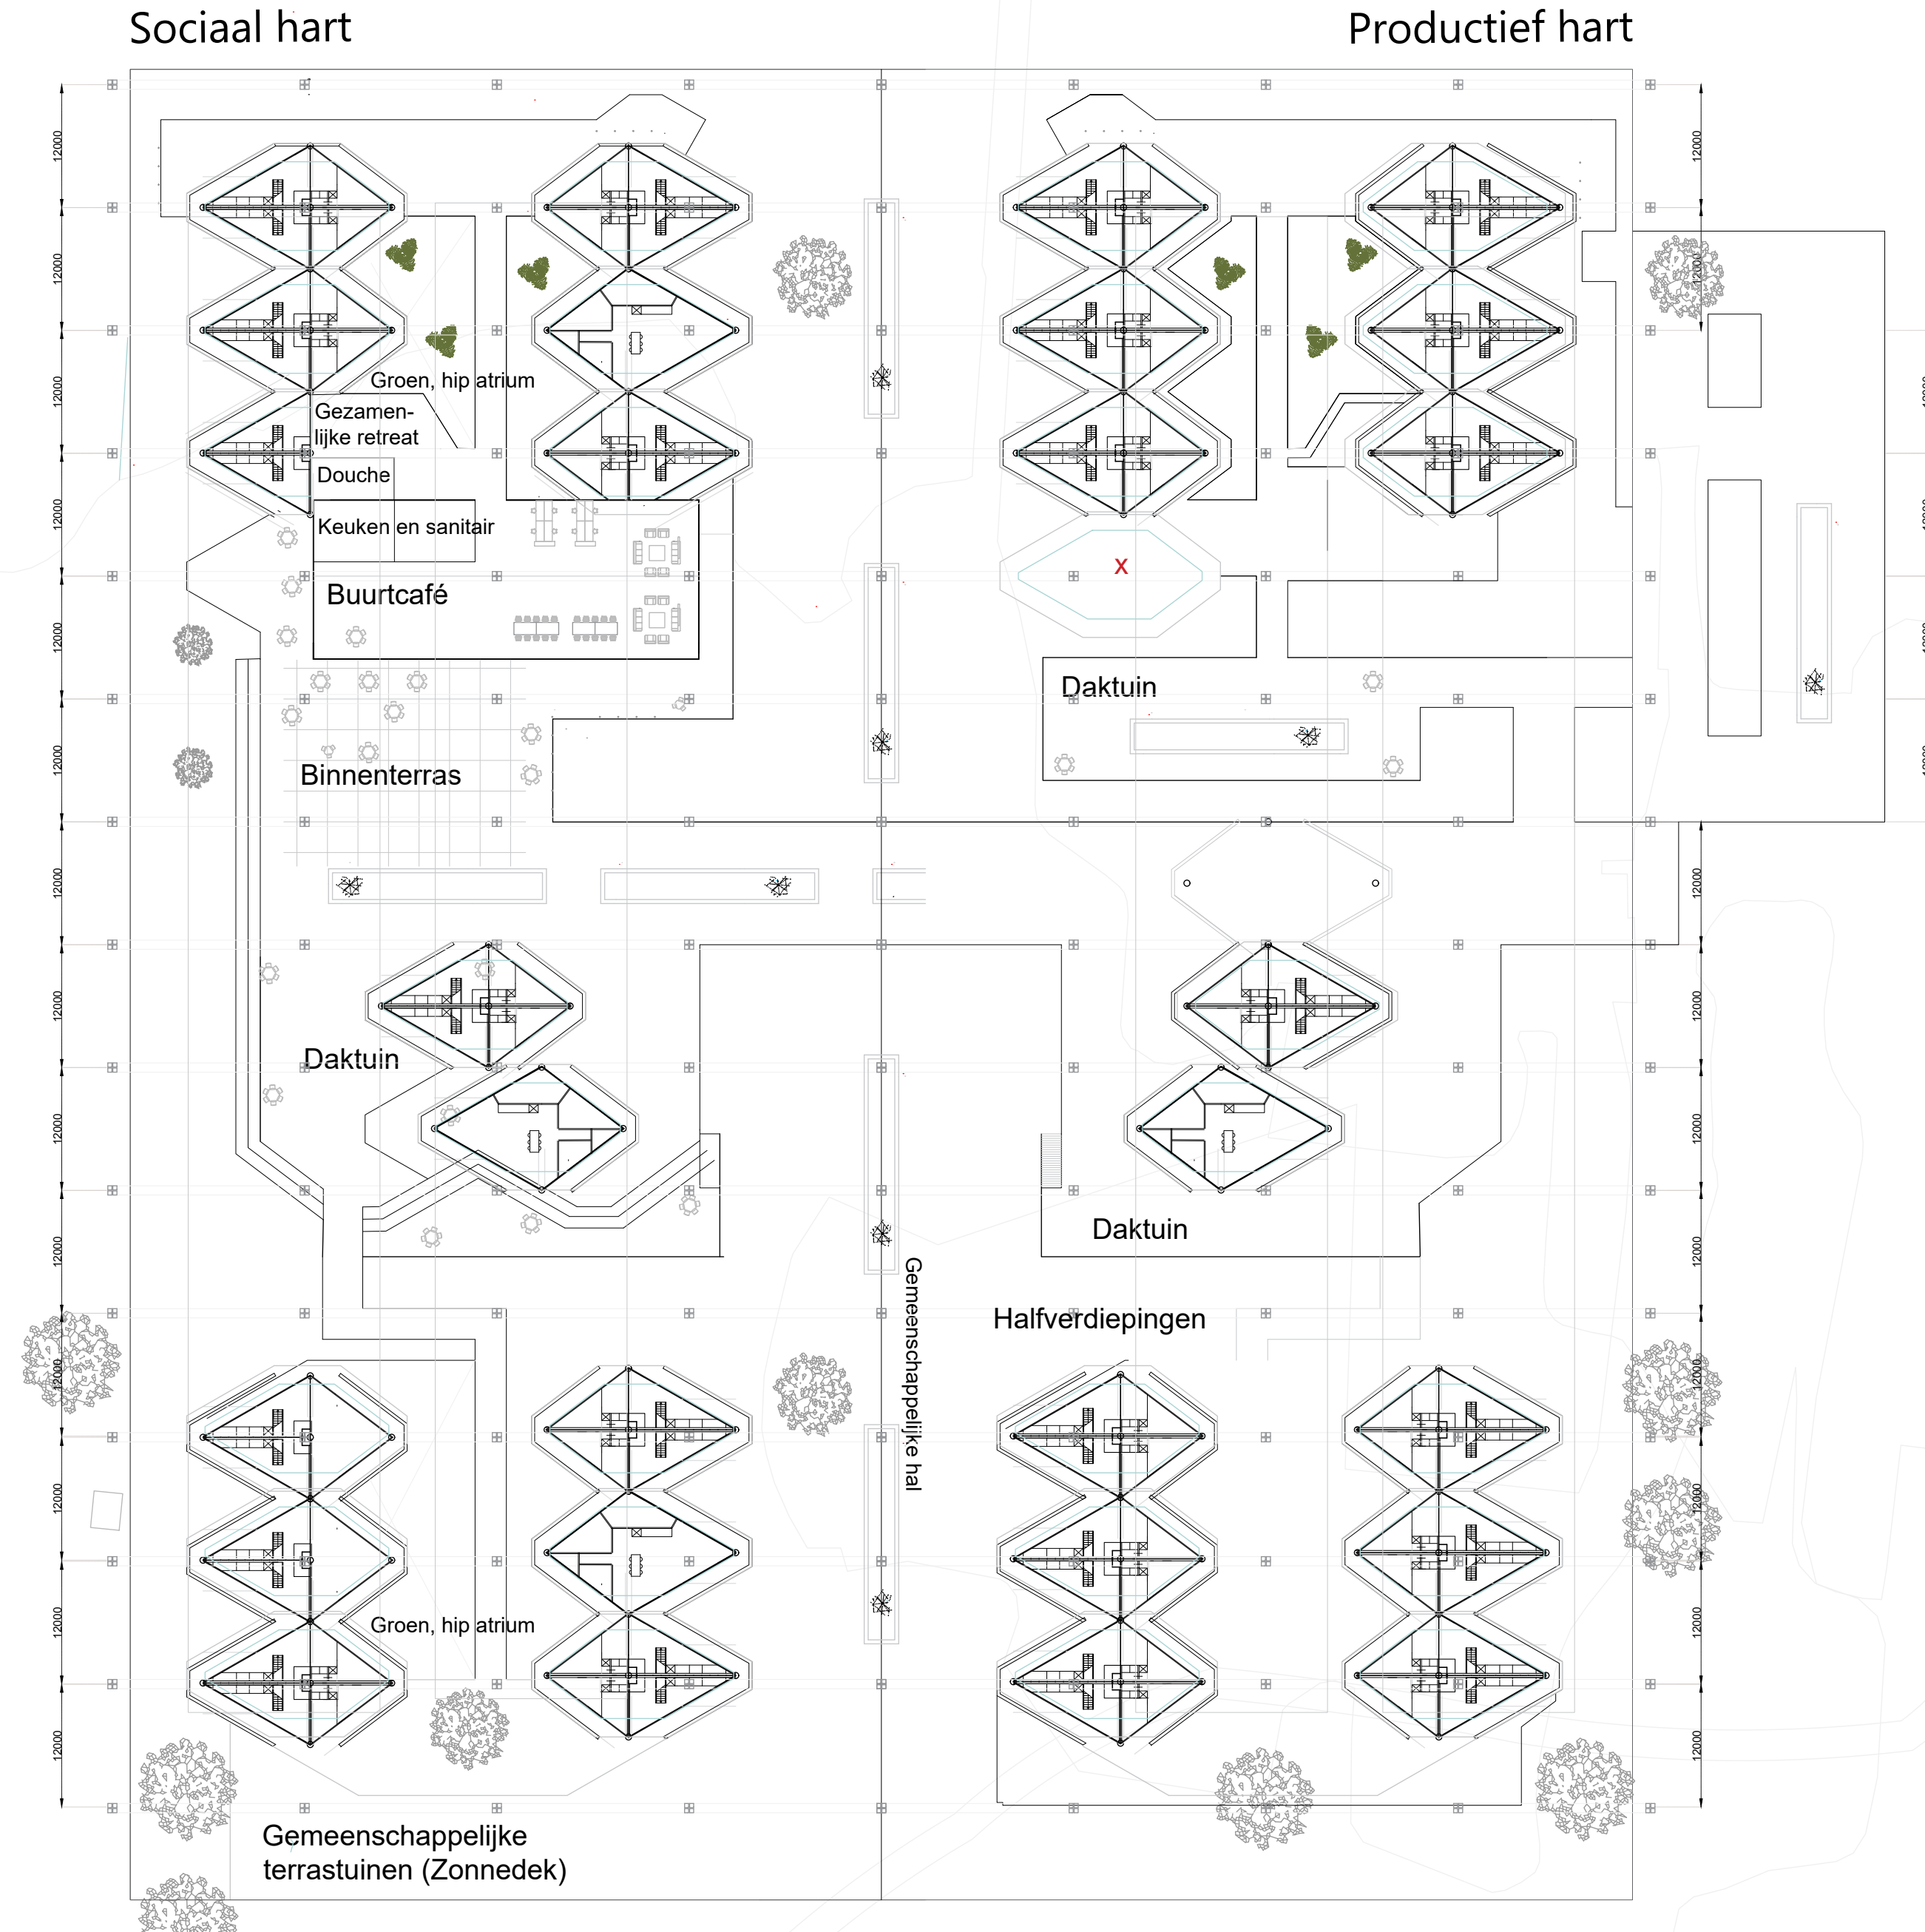 Sociaal hart
Productief hart
12000
12000
12000
12000
Groen, hip atrium
12000
Gezamen-
lijke retreat
Douche
12000
Keuken en sanitair
x
Buurtcafé
12000
Daktuin
12000
Binnenterras
12000
12000
12000
12000
Daktuin
12000
12000
Daktuin
12000
12000
Gemeenschappelijke hal
Halfverdiepingen
12000
12000
12000
12000
Groen, hip atrium
12000
12000
12000
12000
Gemeenschappelijke
terrastuinen (Zonnedek)